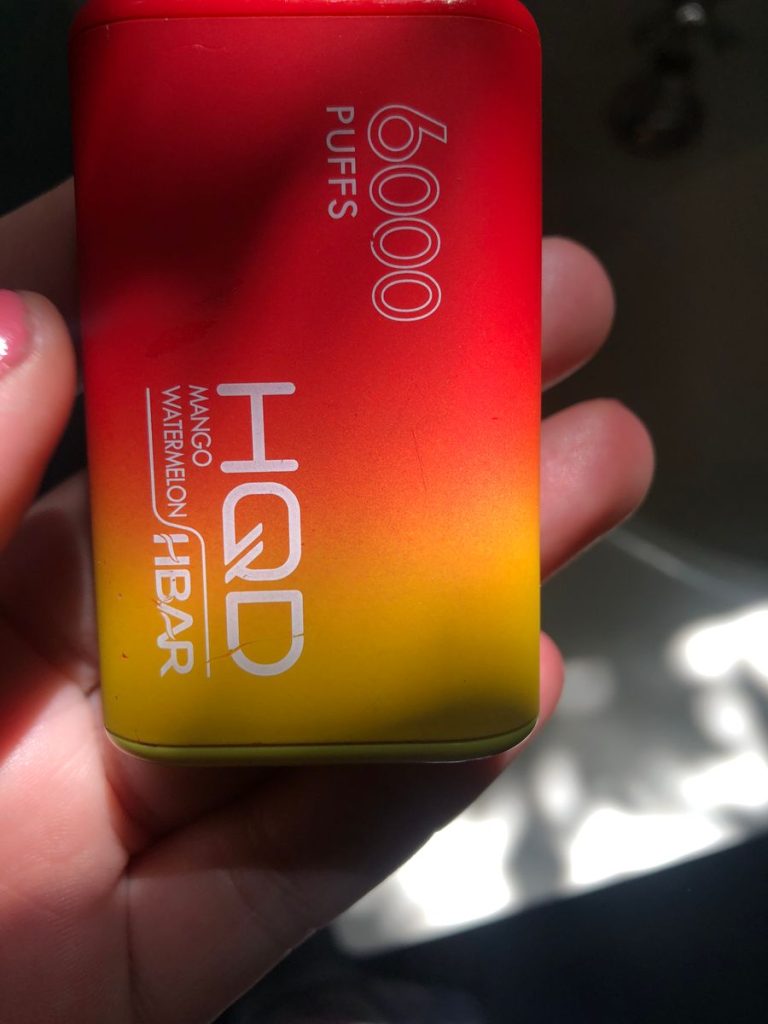 6000
PUFFS
HQD
MANGO
WATERMELON
HBAR